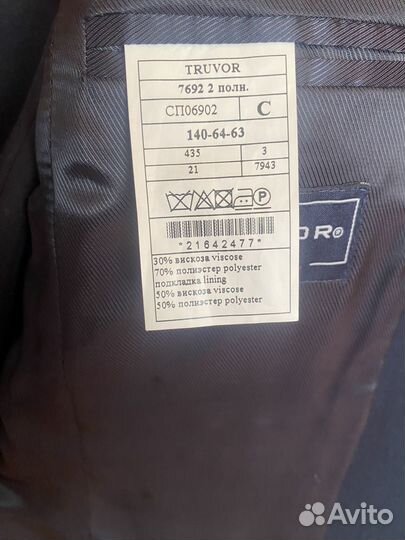 TRUVOR
7692 2 полн.
СП06902 С
140-64-63
435 3
21 7943
P
*21642477*
30% вискоза viscose
70% полиэстер polyester
подкладка lining
50% вискоза viscose
50% полиэстер polyester
OR®
Avito